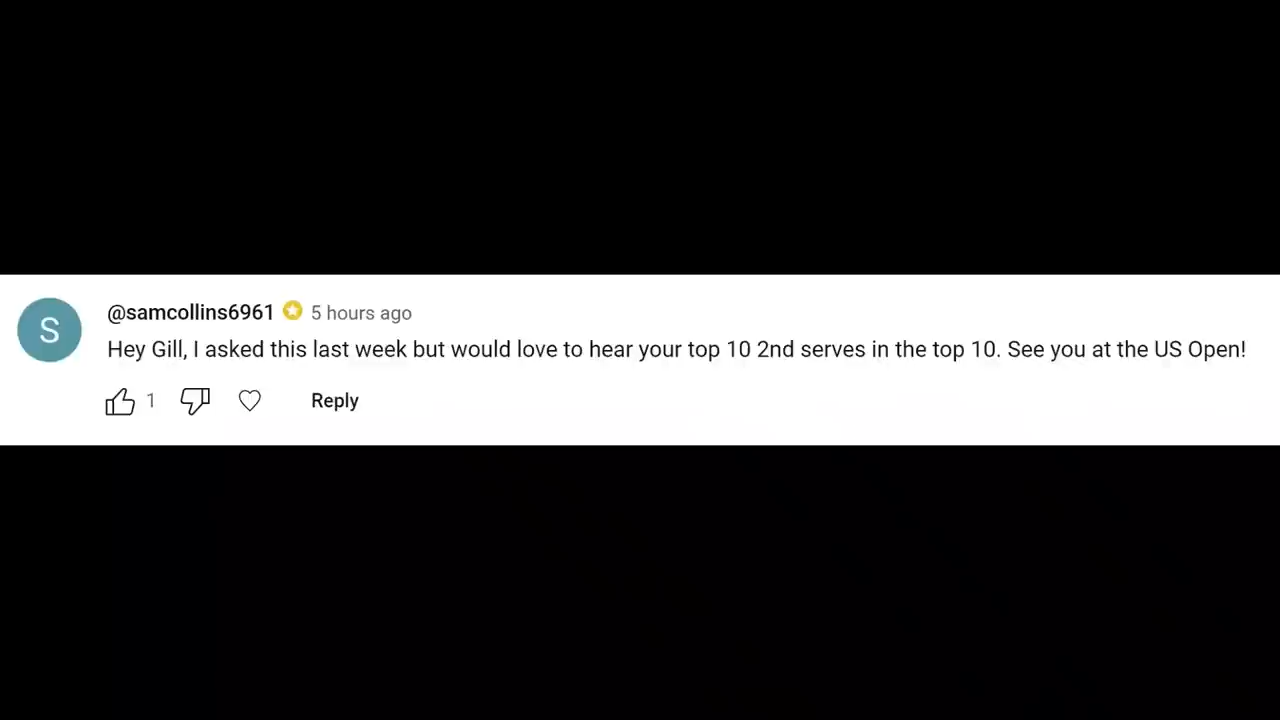 @samcollins6961 5 hours ago
Hey Gill, I asked this last week but would love to hear your top 10 2nd serves in the top 10. See you at the US Open!
1 Reply
S